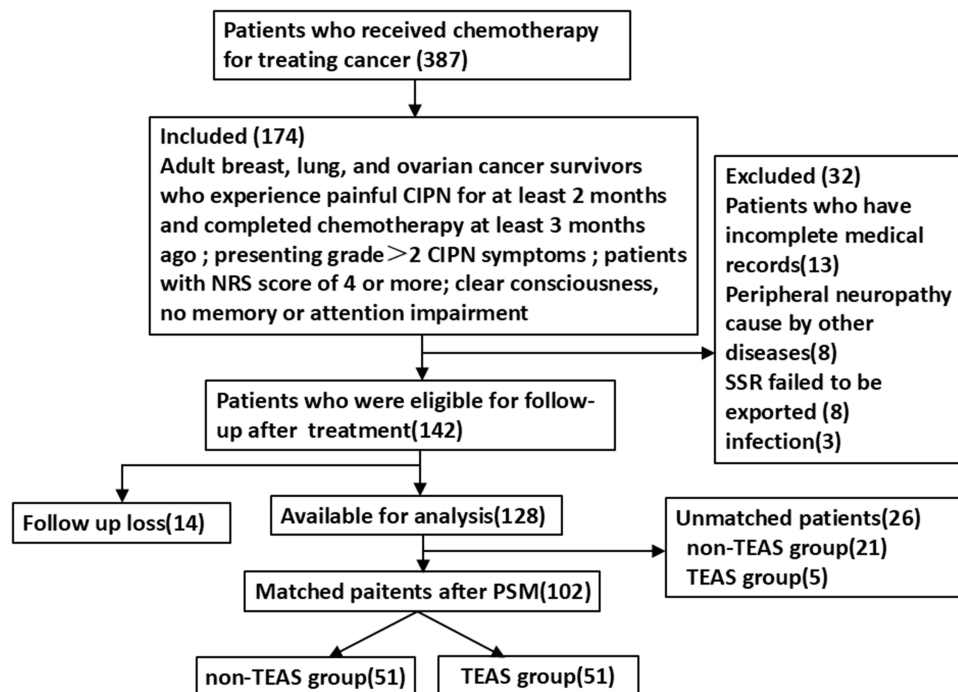 Patients who received chemotherapy
for treating cancer (387)
Included (174)
Adult breast, lung, and ovarian cancer survivors
who experience painful CIPN for at least 2 months
and completed chemotherapy at least 3 months
ago ; presenting grade＞2 CIPN symptoms ; patients
with NRS score of 4 or more; clear consciousness,
no memory or attention impairment
Excluded (32)
Patients who have
incomplete medical
records(13)
Peripheral neuropathy
cause by other
diseases(8)
SSR failed to be
exported (8)
infection(3)
Patients who were eligible for follow-
up after treatment(142)
Follow up loss(14)
Available for analysis(128)
Unmatched patients(26)
non-TEAS group(21)
TEAS group(5)
Matched paitents after PSM(102)
non-TEAS group(51)
TEAS group(51)